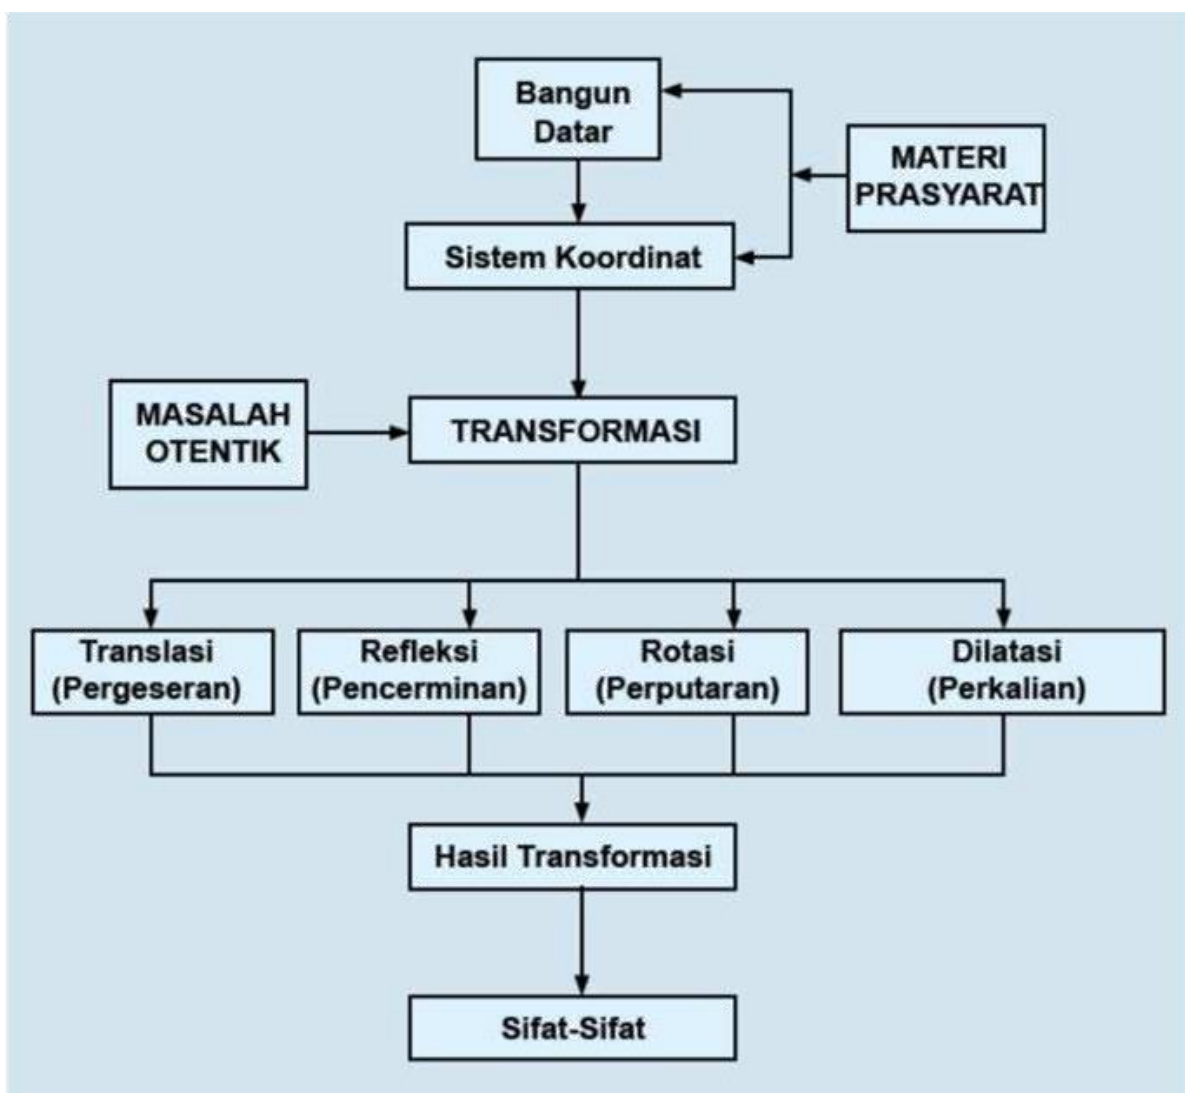 Bangun
Datar
MATERI
PRASYARAT
Sistem Koordinat
MASALAH
OTENTIK
TRANSFORMASI
Translasi
(Pergeseran)
Refleksi
(Pencerminan)
Rotasi
(Perputaran)
Dilatasi
(Perkalian)
Hasil Transformasi
Sifat-Sifat